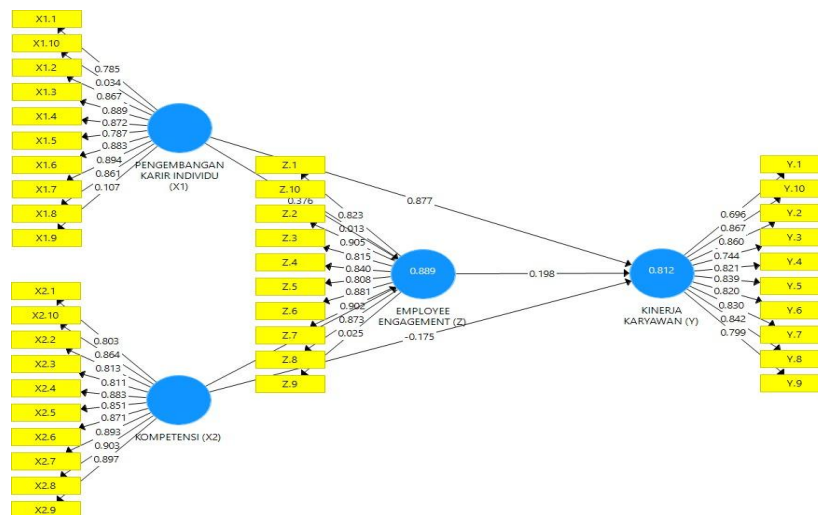 X1.1
X1.10
X1.2
X1.3
X1.4
X1.5
X1.6
X1.7
X1.8
X1.9
0.785
0.034
0.867
0.889
0.872
0.787
0.883
0.894
0.861
0.107
PENGEMBANGAN
KARIR INDIVIDU
(X1)
X2.1
X2.10
X2.2
X2.3
X2.4
X2.5
X2.6
X2.7
X2.8
X2.9
0.803
0.864
0.813
0.811
0.883
0.851
0.871
0.893
0.903
0.897
KOMPETENSI (X2)
Z.1
Z.10
Z.2
Z.3
Z.4
Z.5
Z.6
Z.7
Z.8
Z.9
0.376
0.823
0.013
0.905
0.815
0.840
0.808
0.881
0.902
0.873
0.025
0.889
EMPLOYEE
ENGAGEMENT (Z)
0.877
0.198
-0.175
0.812
KINERJA
KARYAWAN (Y)
0.696
0.867
0.860
0.744
0.821
0.839
0.820
0.830
0.842
0.799
Y.1
Y.10
Y.2
Y.3
Y.4
Y.5
Y.6
Y.7
Y.8
Y.9